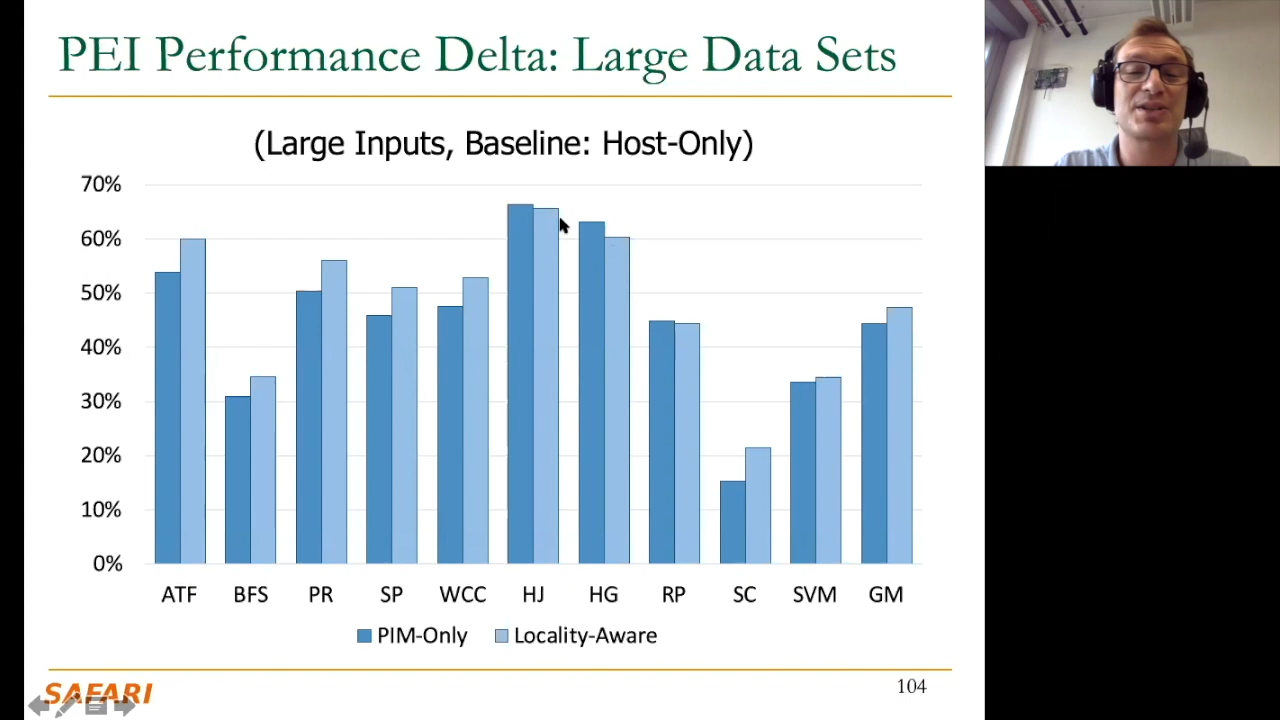 PEI Performance Delta: Large Data Sets
(Large Inputs, Baseline: Host-Only)
70%
60%
50%
40%
30%
20%
10%
0%
ATF BFS PR SP WCC HJ HG RP SC SVM GM
PIM-Only Locality-Aware
SAFARI
104